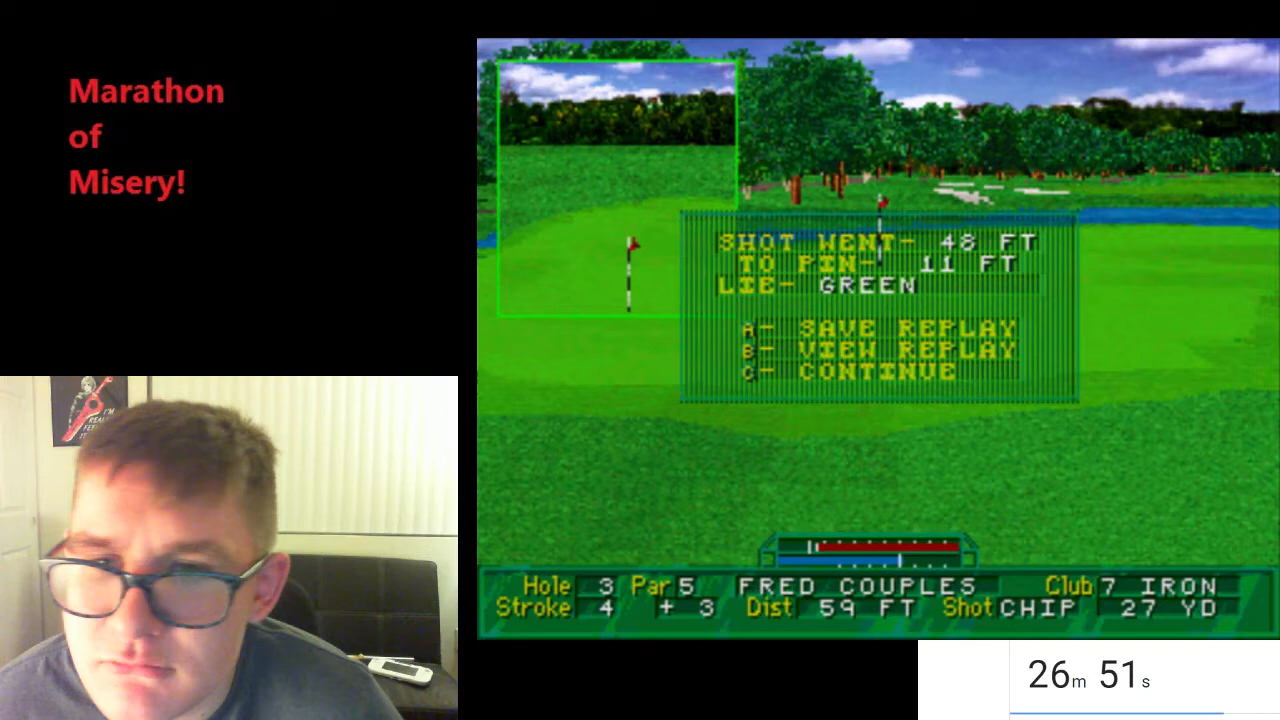 Marathon
of
Misery!
SHOT WENT- 48 FT
TO PIN- 11 FT
LIE- GREEN
A- SAVE REPLAY
B- VIEW REPLAY
C- CONTINUE
Hole 3 Par 5 FRED COUPLES Club 7 IRON
Stroke 4 + 3 Dist 59 FT Shot CHIP 27 YD
I'M
REALLY
26m 51s